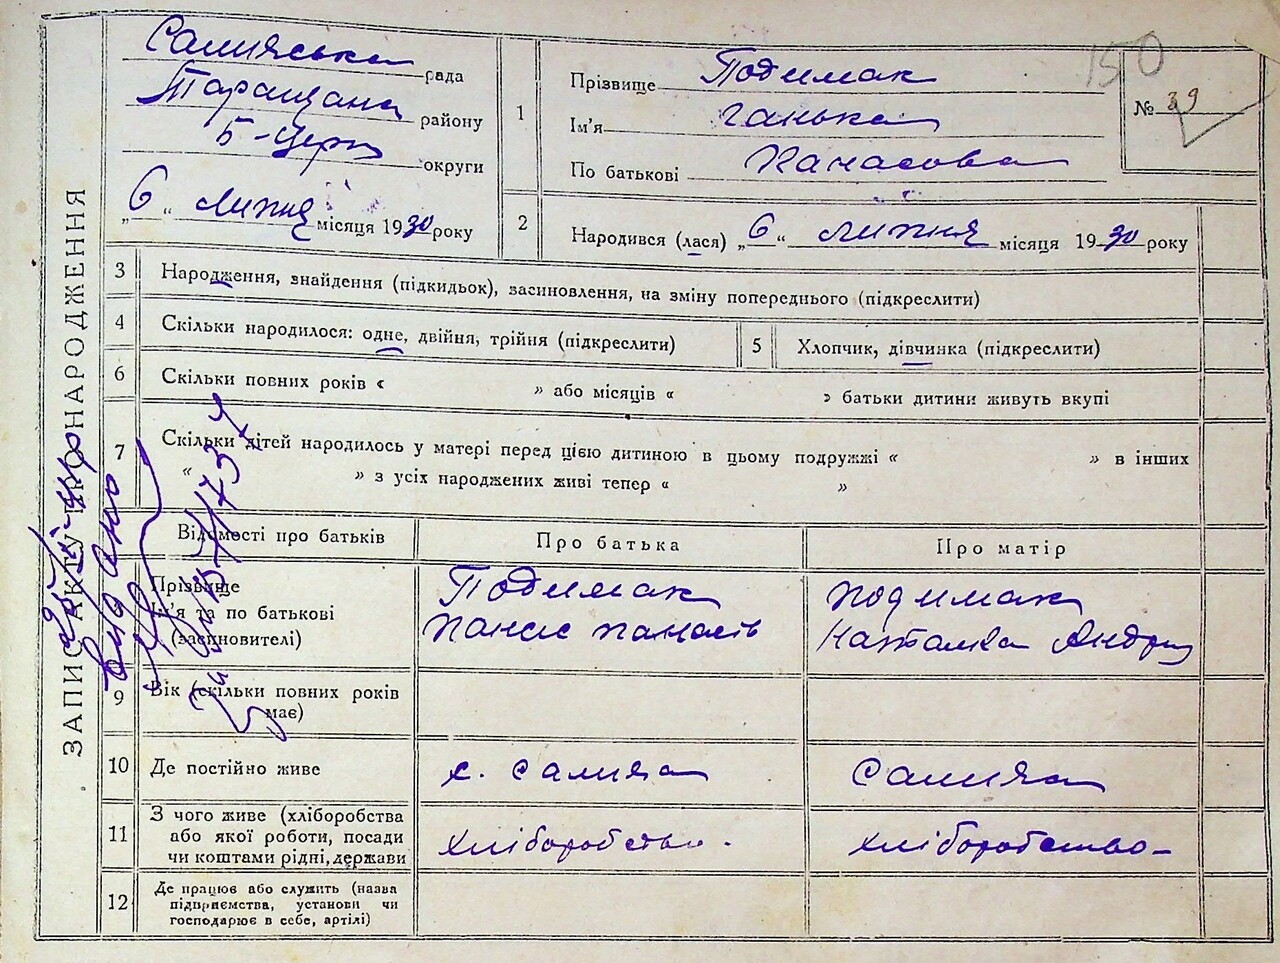 ЗАПИС АКТУ ПРО НАРОДЖЕННЯ
рада
району
Б-Церк округи
„6“ липня місяця 1930 року
150
№ 39
1
Прізвище Подимак
Ім'я Ганька
По батькові Панасова
2
Народився (лася) „6“ липня місяця 1930 року
3 Народження, знайдення (підкидьок), засиновлення, на зміну попереднього (підкреслити)
4 Скільки народилося: одне, двійня, трійня (підкреслити)
5 Хлопчик, дівчинка (підкреслити)
6 Скільки повних років « » або місяців « » батьки дитини живуть вкупі
7 Скільки дітей народилось у матері перед цією дитиною в цьому подружжі « » в інших
« » з усіх народжених живі тепер « »
Відомості про батьків
Про батька
Про матір
Прізвище
Ім'я та по батькові
(засиновителі)
Подимак
Панас Панасів
Подимак
Наталка Андр
9 Вік (скільки повних років
має)
10 Де постійно живе
11 З чого живе (хліборобства
або якої роботи, посади
чи коштами рідні, держави
хліборобство
хліборобство
12 Де працює або служить (назва
підприємства, установи чи
господарює в себе, артілі)
видано